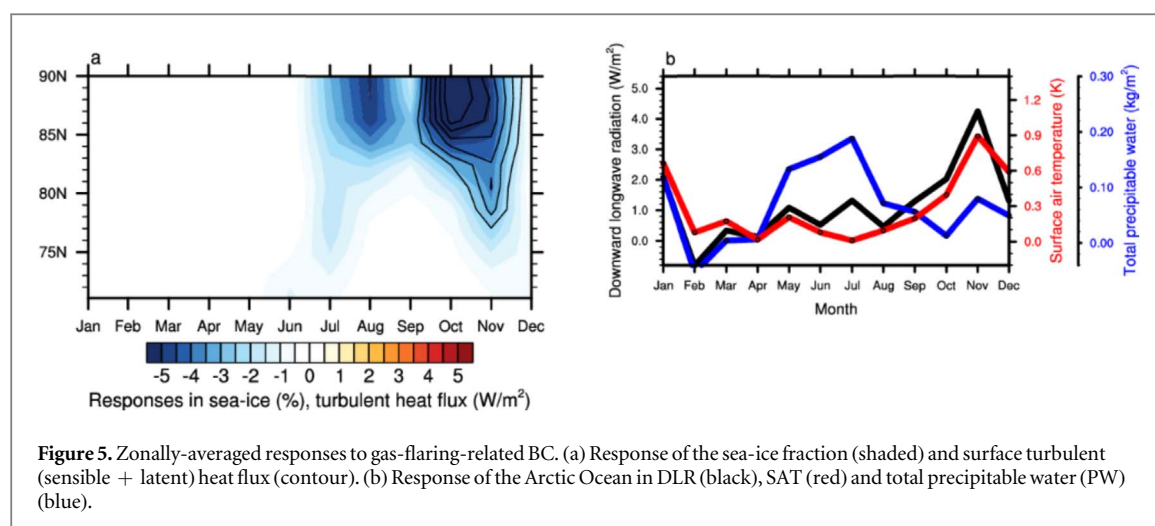 a
90N
85N
80N
75N
Jan Feb Mar Apr May Jun Jul Aug Sep Oct Nov Dec
-5 -4 -3 -2 -1 0 1 2 3 4 5
Responses in sea-ice (%), turbulent heat flux (W/m²)
b
Downward longwave radiation (W/m²)
5.0
4.0
3.0
2.0
1.0
0.0
Jan Feb Mar Apr May Jun Jul Aug Sep Oct Nov Dec
Month
1.2
0.9
0.6
0.3
0.0
Surface air temperature (K)
0.30
0.20
0.10
0.00
Total precipitable water (kg/m²)
Figure 5. Zonally-averaged responses to gas-flaring-related BC. (a) Response of the sea-ice fraction (shaded) and surface turbulent
(sensible + latent) heat flux (contour). (b) Response of the Arctic Ocean in DLR (black), SAT (red) and total precipitable water (PW)
(blue).